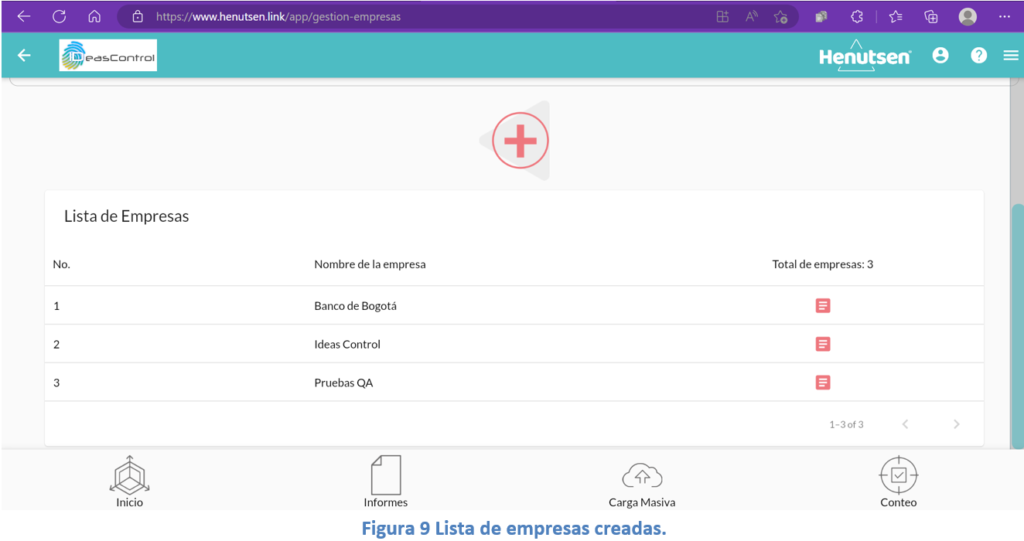 https://www.henutsen.link/app/gestion-empresas
easControl
Henutsen
Lista de Empresas
No. Nombre de la empresa Total de empresas: 3
1 Banco de Bogotá
2 Ideas Control
3 Pruebas QA
1-3 of 3
Inicio Informes Carga Masiva Conteo
Figura 9 Lista de empresas creadas.